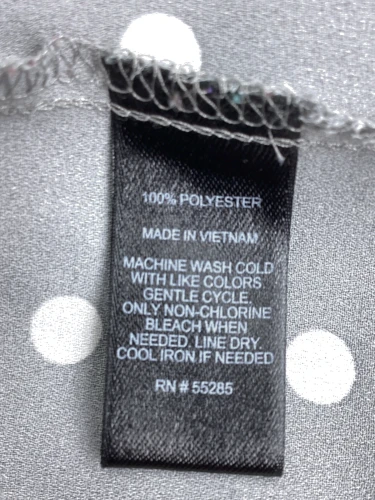 100% POLYESTER
MADE IN VIETNAM
MACHINE WASH COLD
WITH LIKE COLORS.
GENTLE CYCLE.
ONLY NON-CHLORINE
BLEACH WHEN
NEEDED. LINE DRY.
COOL IRON IF NEEDED
RN # 55285